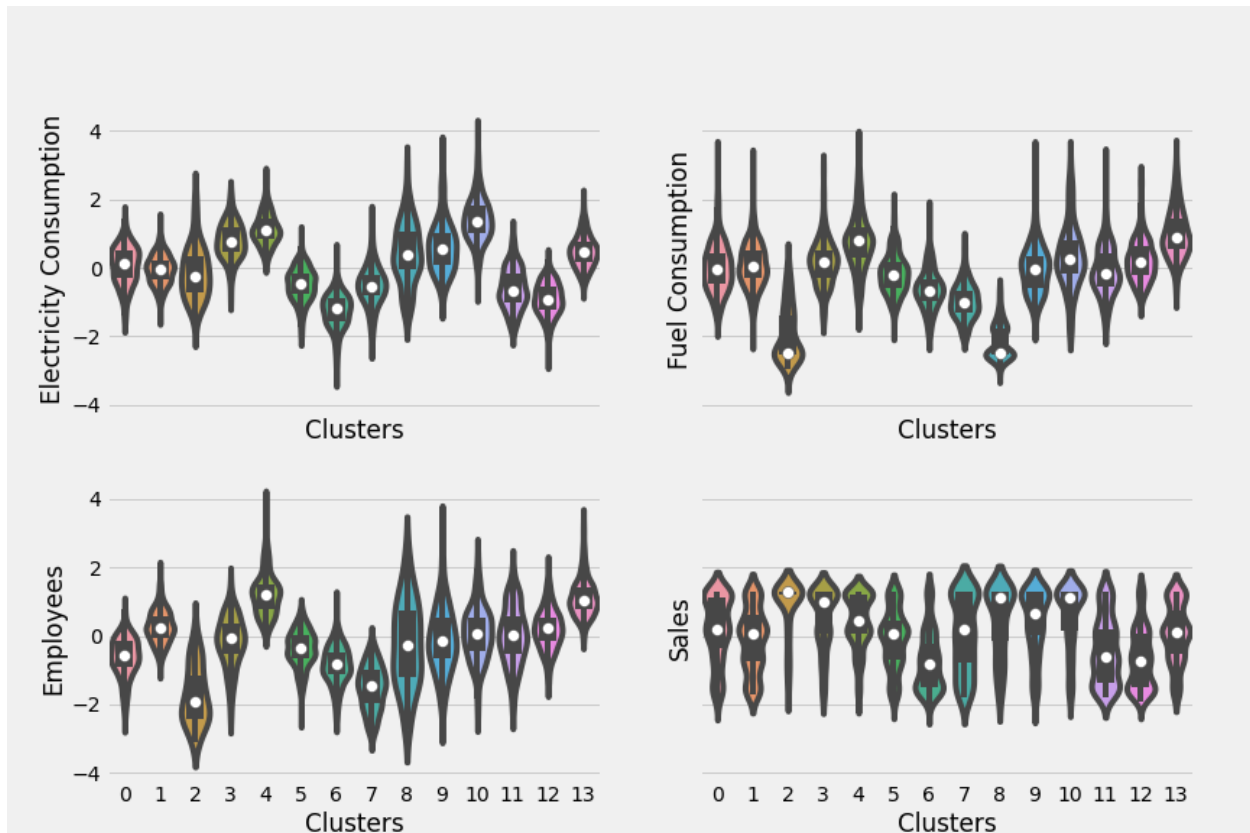 Electricity Consumption
4
2
0
−2
−4
Clusters
Fuel Consumption
Clusters
Employees
4
2
0
−2
−4
0 1 2 3 4 5 6 7 8 9 10 11 12 13
Clusters
Sales
0 1 2 3 4 5 6 7 8 9 10 11 12 13
Clusters